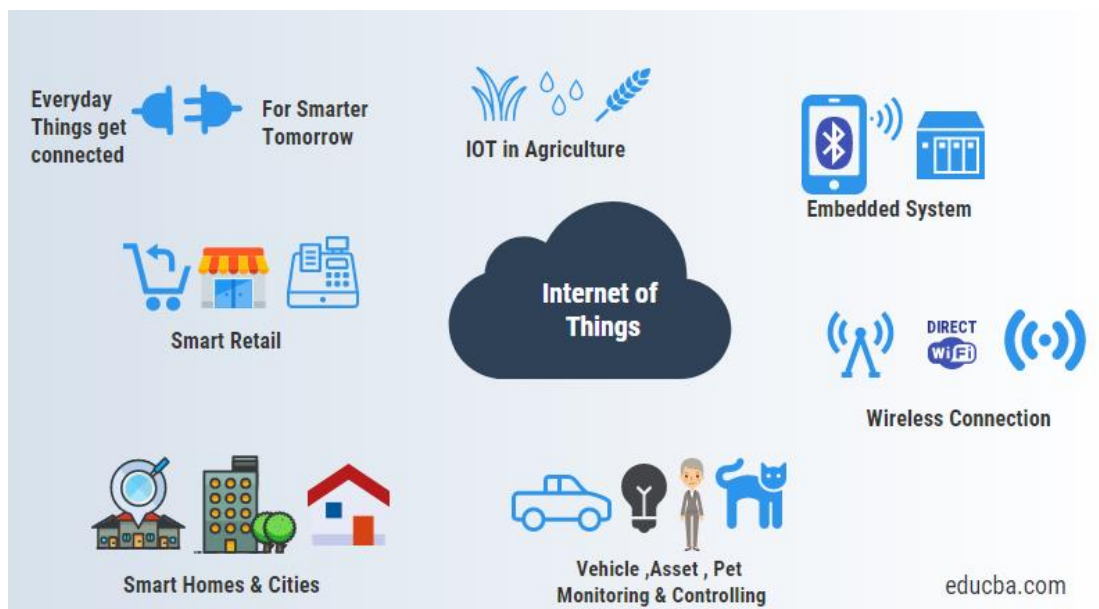 Everyday
Things get
connected
For Smarter
Tomorrow
IOT in Agriculture
Embedded System
Smart Retail
Internet of
Things
DIRECT
WiFi
Wireless Connection
Smart Homes & Cities
Vehicle ,Asset , Pet
Monitoring & Controlling
educba.com